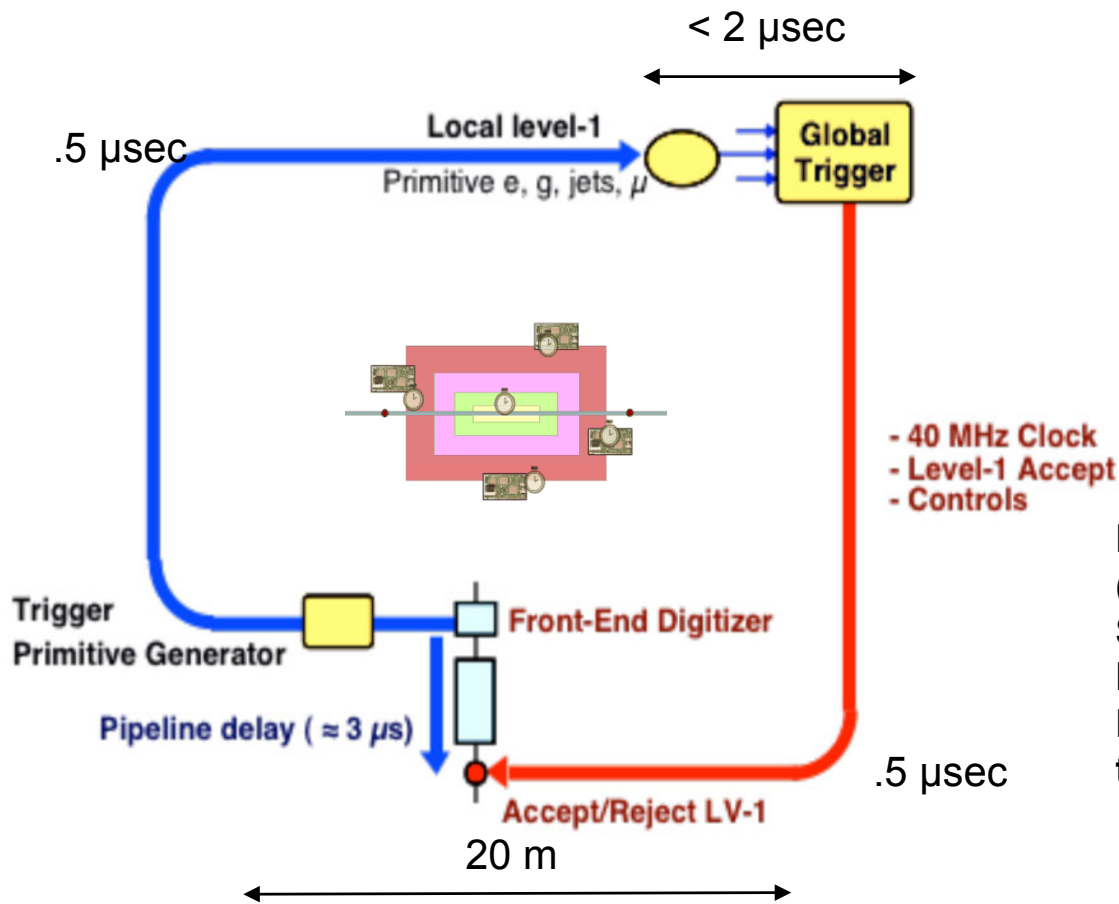 < 2 µsec
.5 µsec
Local level-1
Primitive e, g, jets, µ
Global
Trigger
- 40 MHz Clock
- Level-1 Accept
- Controls
Trigger
Primitive Generator
Front-End Digitizer
Pipeline delay ( ≈ 3 µs)
.5 µsec
Accept/Reject LV-1
20 m